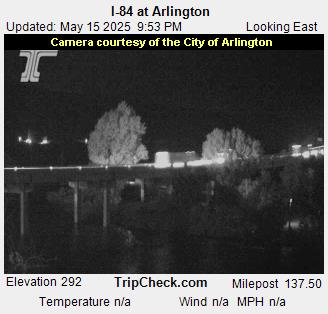 I-84 at Arlington
Updated: May 15 2025 9:53 PM Looking East
Camera courtesy of the City of Arlington
Elevation 292 TripCheck.com Milepost 137.50
Temperature n/a Wind n/a MPH n/a